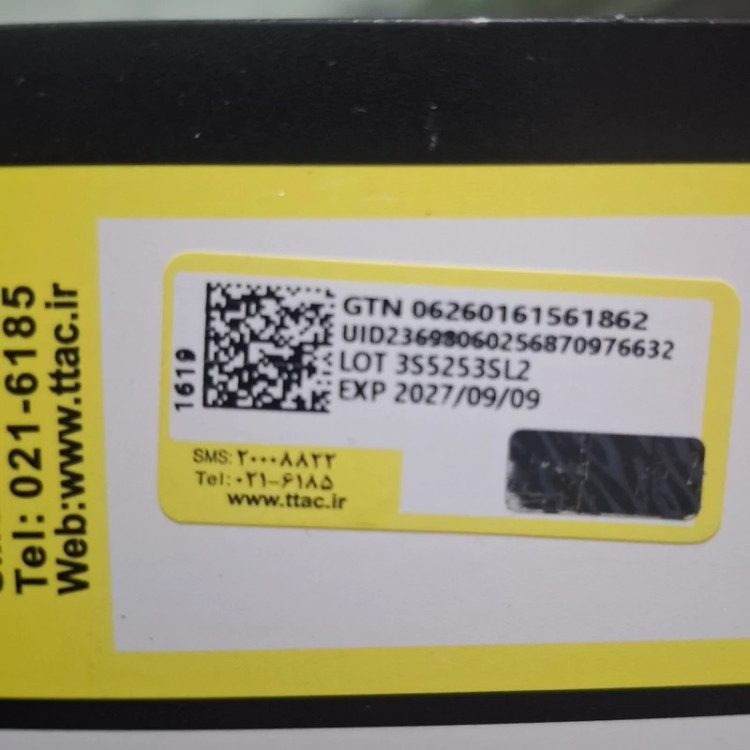 Tel: 021-6185
Web:www.ttac.ir
1619
GTN 06260161561862
UID23698060256870976632
LOT 3S5253SL2
EXP 2027/09/09
SMS:۲۰۰۰۸۸۲۲
Tel:۰۲۱-۶۱۸۵
www.ttac.ir